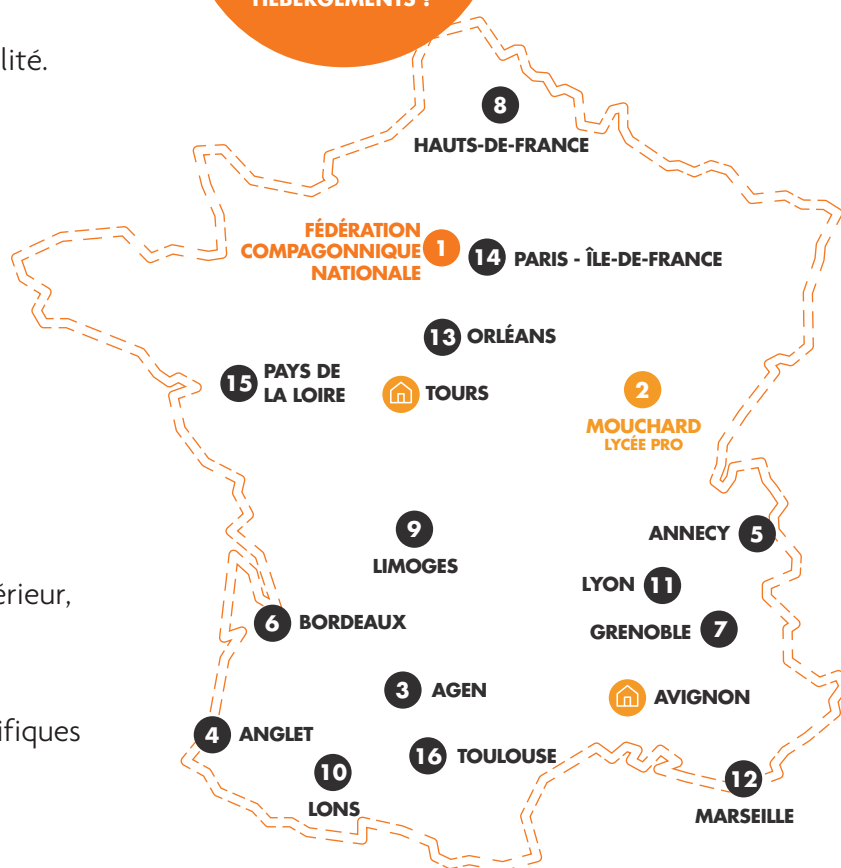 HÉBERGEMENTS ?
lité.
8
HAUTS-DE-FRANCE
FÉDÉRATION
COMPAGONNIQUE
NATIONALE
1
14 PARIS - ÎLE-DE-FRANCE
13 ORLÉANS
15 PAYS DE
LA LOIRE
TOURS
2
MOUCHARD
LYCÉE PRO
9
LIMOGES
ANNECY 5
LYON 11
érieur,
6 BORDEAUX
GRENOBLE 7
3 AGEN
AVIGNON
ifiques
4 ANGLET
16 TOULOUSE
10
LONS
12
MARSEILLE